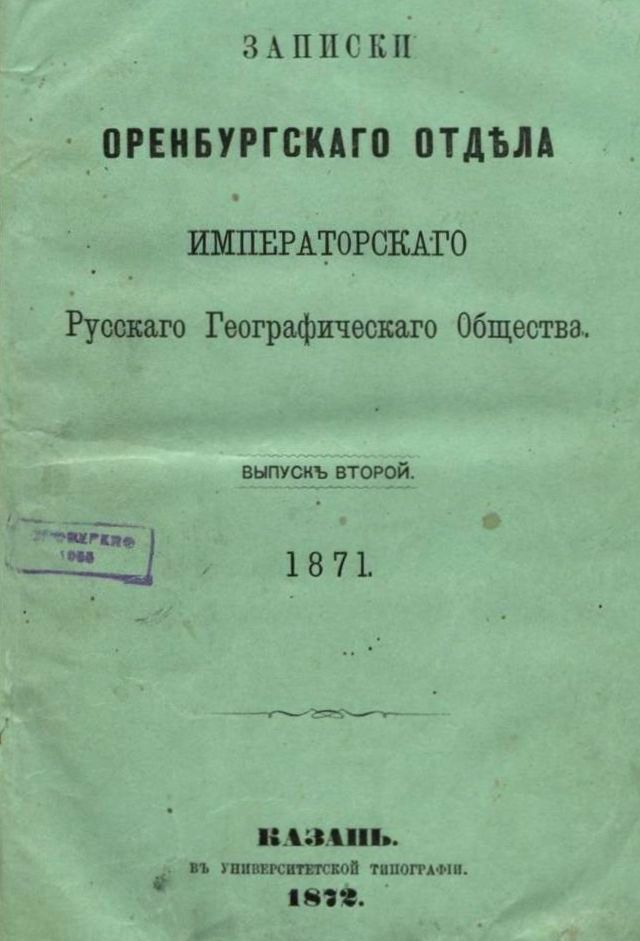 ЗАПИСКИ
ОРЕНБУРГСКАГО ОТДѢЛА
ИМПЕРАТОРСКАГО
Русскаго Географическаго Общества.
ВЫПУСКЪ ВТОРОЙ.
1871.
КАЗАНЬ.
ВЪ УНИВЕРСИТЕТСКОЙ ТИПОГРАФІИ.
1872.